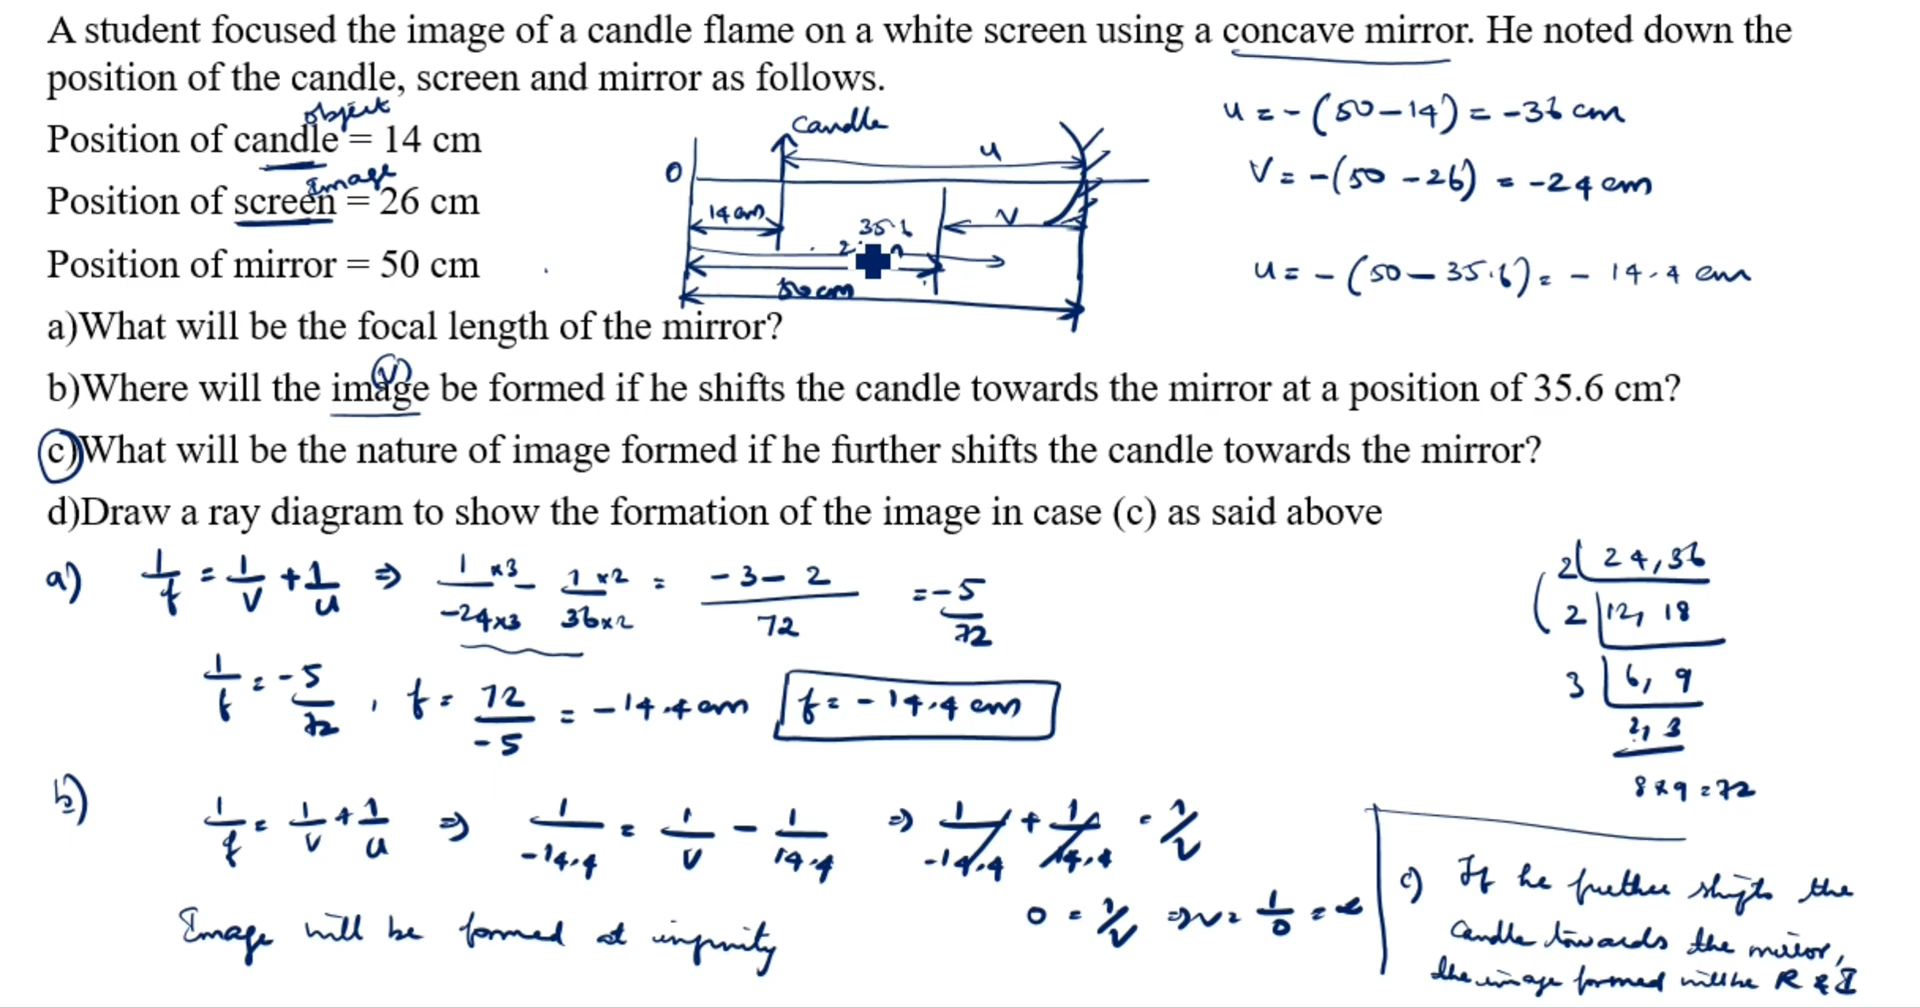 A student focused the image of a candle flame on a white screen using a concave mirror. He noted down the
position of the candle, screen and mirror as follows.
object
Position of candle = 14 cm
Image
Position of screen = 26 cm
Position of mirror = 50 cm
candle
u
0
14 cm
v
35.6
50 cm
u = -(50-14) = -36 cm
V = -(50-26) = -24 cm
u = -(50-35.6) = -14.4 cm
a)What will be the focal length of the mirror?
(V)
b)Where will the image be formed if he shifts the candle towards the mirror at a position of 35.6 cm?
c)What will be the nature of image formed if he further shifts the candle towards the mirror?
d)Draw a ray diagram to show the formation of the image in case (c) as said above
a) 1/f = 1/v + 1/u ⇒ 1×3/-24×3 - 1×2/36×2 = -3-2/72 = -5/72
1/f = -5/72, f = 72/-5 = -14.4 cm f = -14.4 cm
2 24, 36
2 12, 18
3 6, 9
2, 3
8×9=72
b) 1/f = 1/v + 1/u ⇒ 1/-14.4 = 1/v - 1/14.4 ⇒ 1/-14.4 + 1/14.4 = 1/v
0 = 1/v ⇒ v = 1/0 = ∞
Image will be formed at infinity
c) If he further shifts the
candle towards the mirror,
the image formed will be R & I